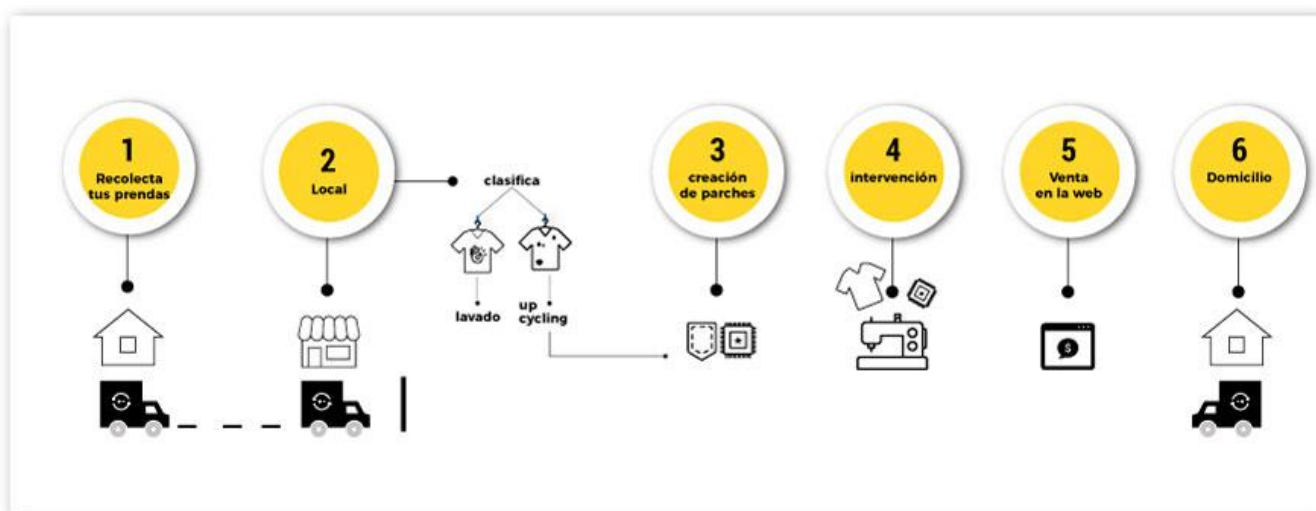 1
Recolecta
tus prendas
2
Local
clasifica
lavado
up
cycling
3
creación
de parches
4
intervención
5
Venta
en la web
$
6
Domicilio